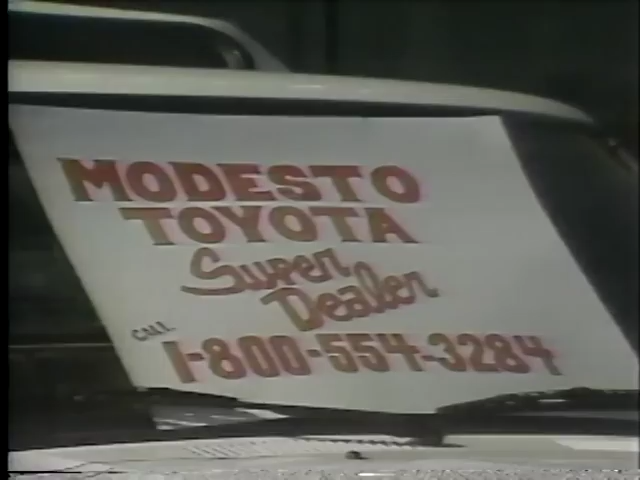 MODESTO
TOYOTA
Super
Dealer
CALL
1-800-554-3284